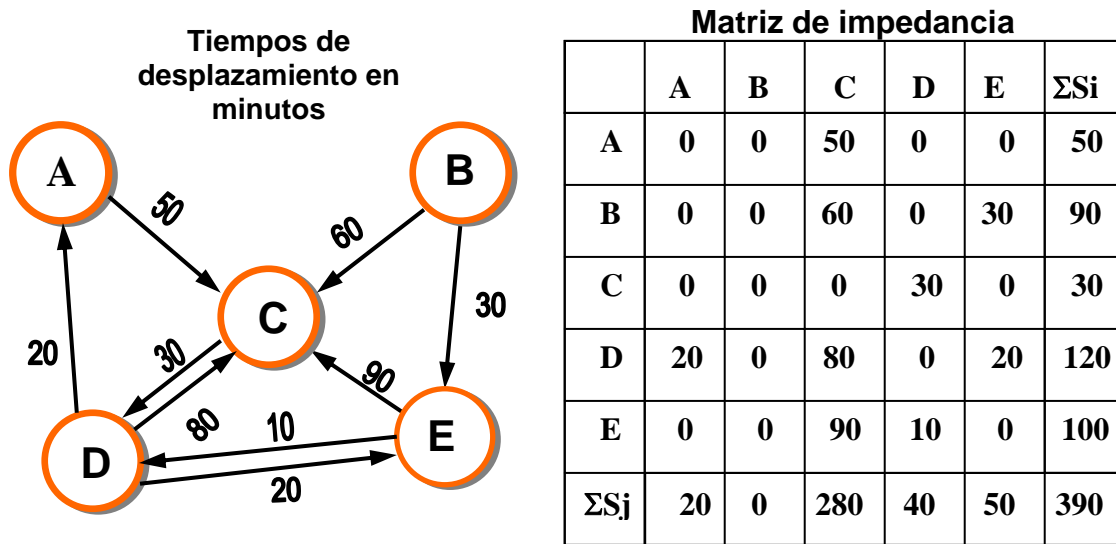 Tiempos de
desplazamiento en
minutos
A
B
50
60
C
30
20
30
80
90
D
10
E
20
Matriz de impedancia
A B C D E ΣSi
A 0 0 50 0 0 50
B 0 0 60 0 30 90
C 0 0 0 30 0 30
D 20 0 80 0 20 120
E 0 0 90 10 0 100
ΣSj 20 0 280 40 50 390